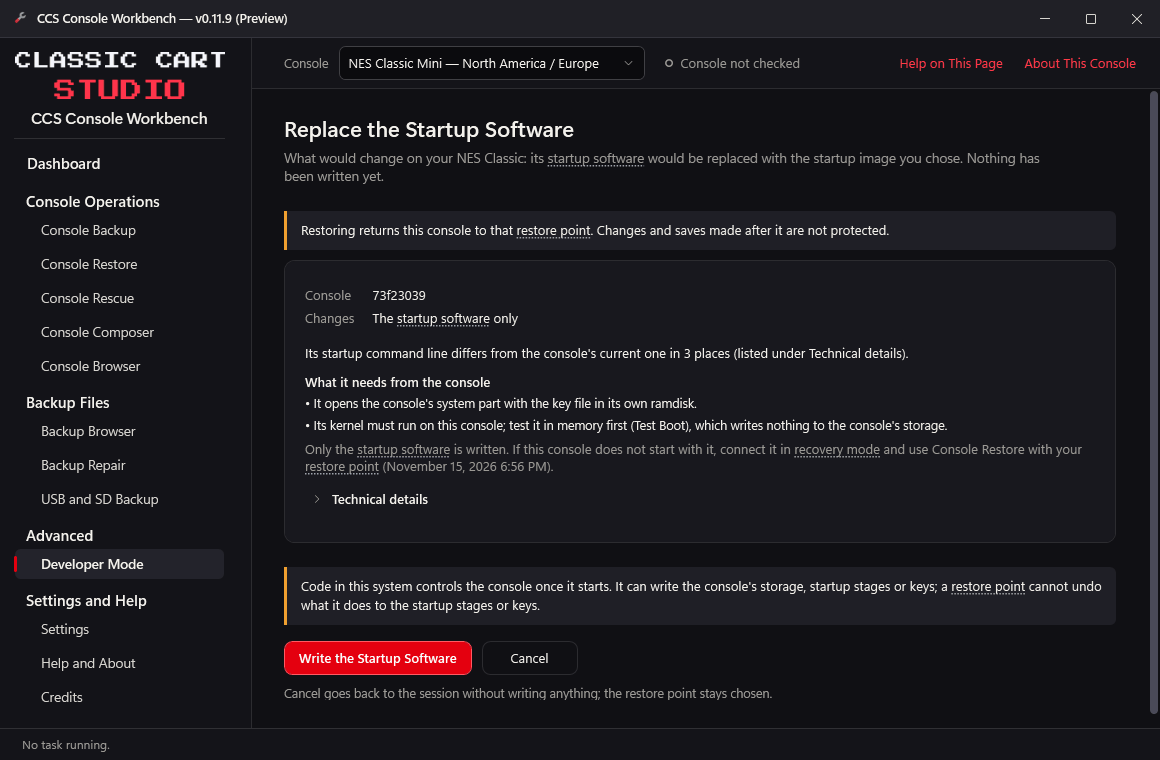 CCS Console Workbench — v0.11.9 (Preview)
CLASSIC CART
STUDIO
CCS Console Workbench
Dashboard
Console Operations
Console Backup
Console Restore
Console Rescue
Console Composer
Console Browser
Backup Files
Backup Browser
Backup Repair
USB and SD Backup
Advanced
Developer Mode
Settings and Help
Settings
Help and About
Credits
Console
NES Classic Mini — North America / Europe
Console not checked
Help on This Page
About This Console
Replace the Startup Software
What would change on your NES Classic: its startup software would be replaced with the startup image you chose. Nothing has
been written yet.
Restoring returns this console to that restore point. Changes and saves made after it are not protected.
Console 73f23039
Changes The startup software only
Its startup command line differs from the console's current one in 3 places (listed under Technical details).
What it needs from the console
• It opens the console's system part with the key file in its own ramdisk.
• Its kernel must run on this console; test it in memory first (Test Boot), which writes nothing to the console's storage.
Only the startup software is written. If this console does not start with it, connect it in recovery mode and use Console Restore with your
restore point (November 15, 2026 6:56 PM).
Technical details
Code in this system controls the console once it starts. It can write the console's storage, startup stages or keys; a restore point cannot undo
what it does to the startup stages or keys.
Write the Startup Software
Cancel
Cancel goes back to the session without writing anything; the restore point stays chosen.
No task running.